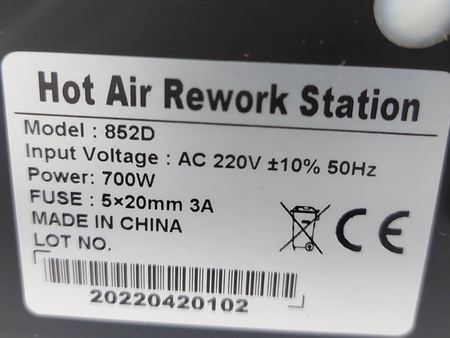 Hot Air Rework Station
Model : 852D
Input Voltage : AC 220V ±10% 50Hz
Power: 700W
FUSE : 5×20mm 3A
MADE IN CHINA
LOT NO.
CE
20220420102